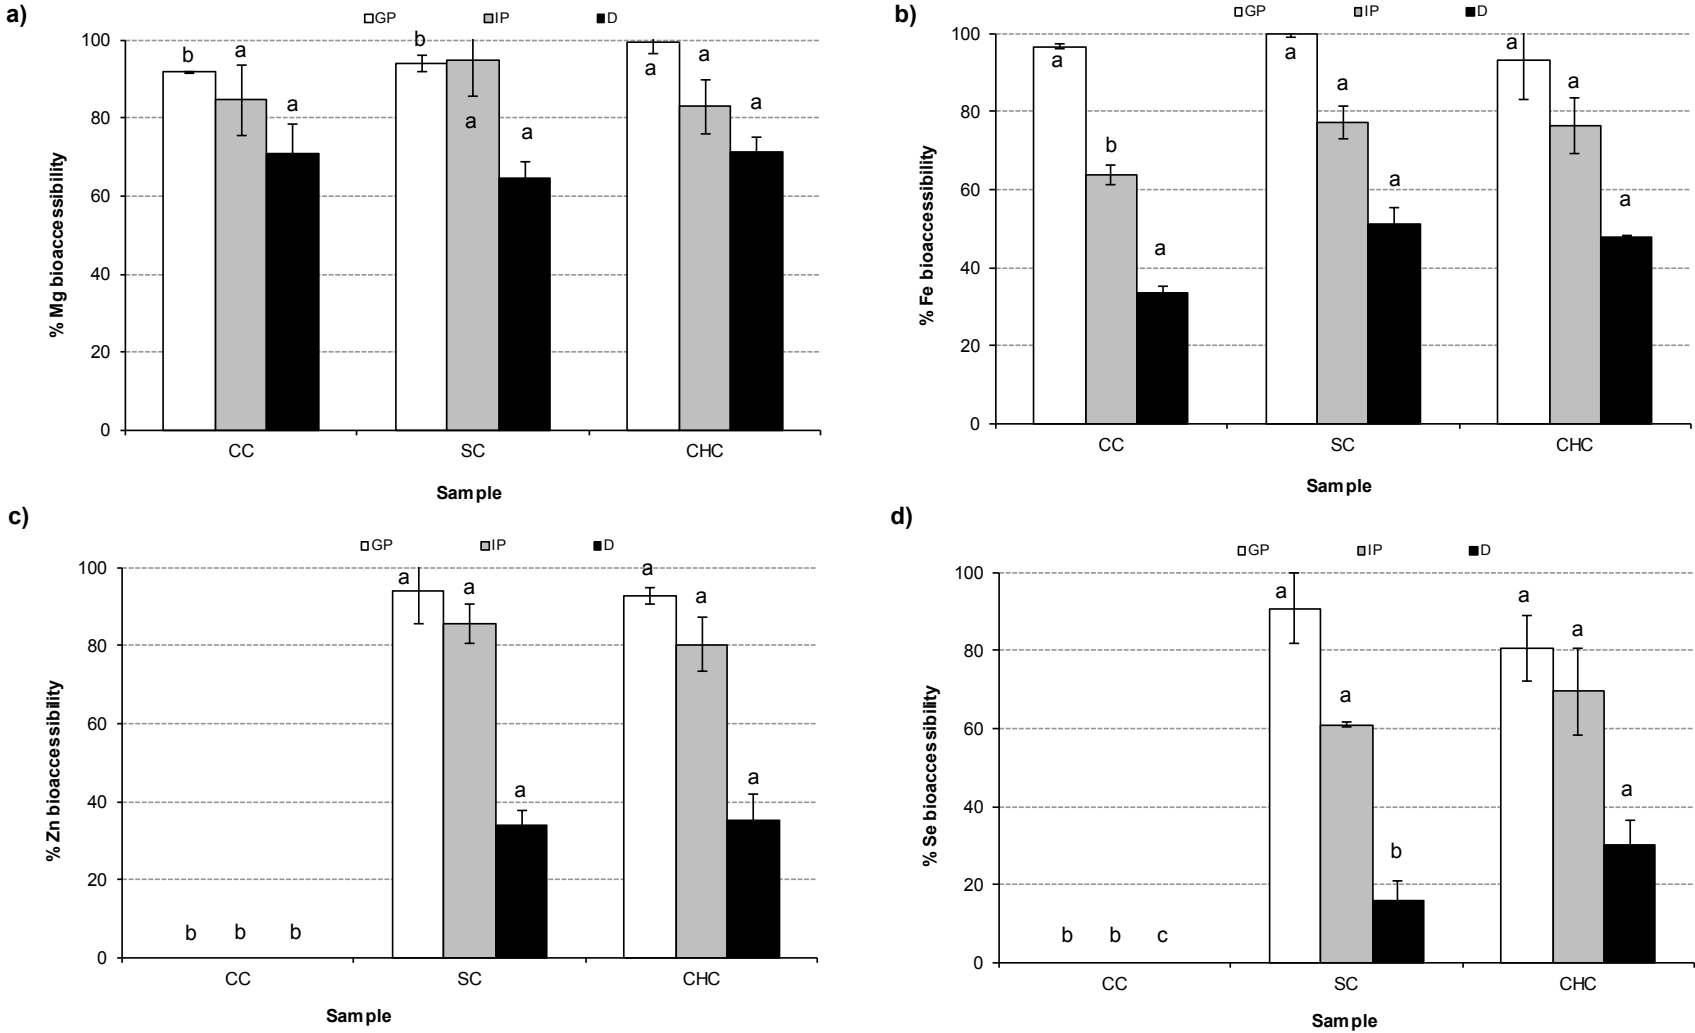 a)
GP IP D
100
80
60
40
20
0
% Mg bioaccessibility
b a a
b a a
a a a
CC SC CHC
Sample
b)
GP IP D
100
80
60
40
20
0
% Fe bioaccessibility
a b a
a a a
a a a
CC SC CHC
Sample
c)
GP IP D
100
80
60
40
20
0
% Zn bioaccessibility
b b b
a a a
a a a
CC SC CHC
Sample
d)
GP IP D
100
80
60
40
20
0
% Se bioaccessibility
b b c
a a b
a a a
CC SC CHC
Sample